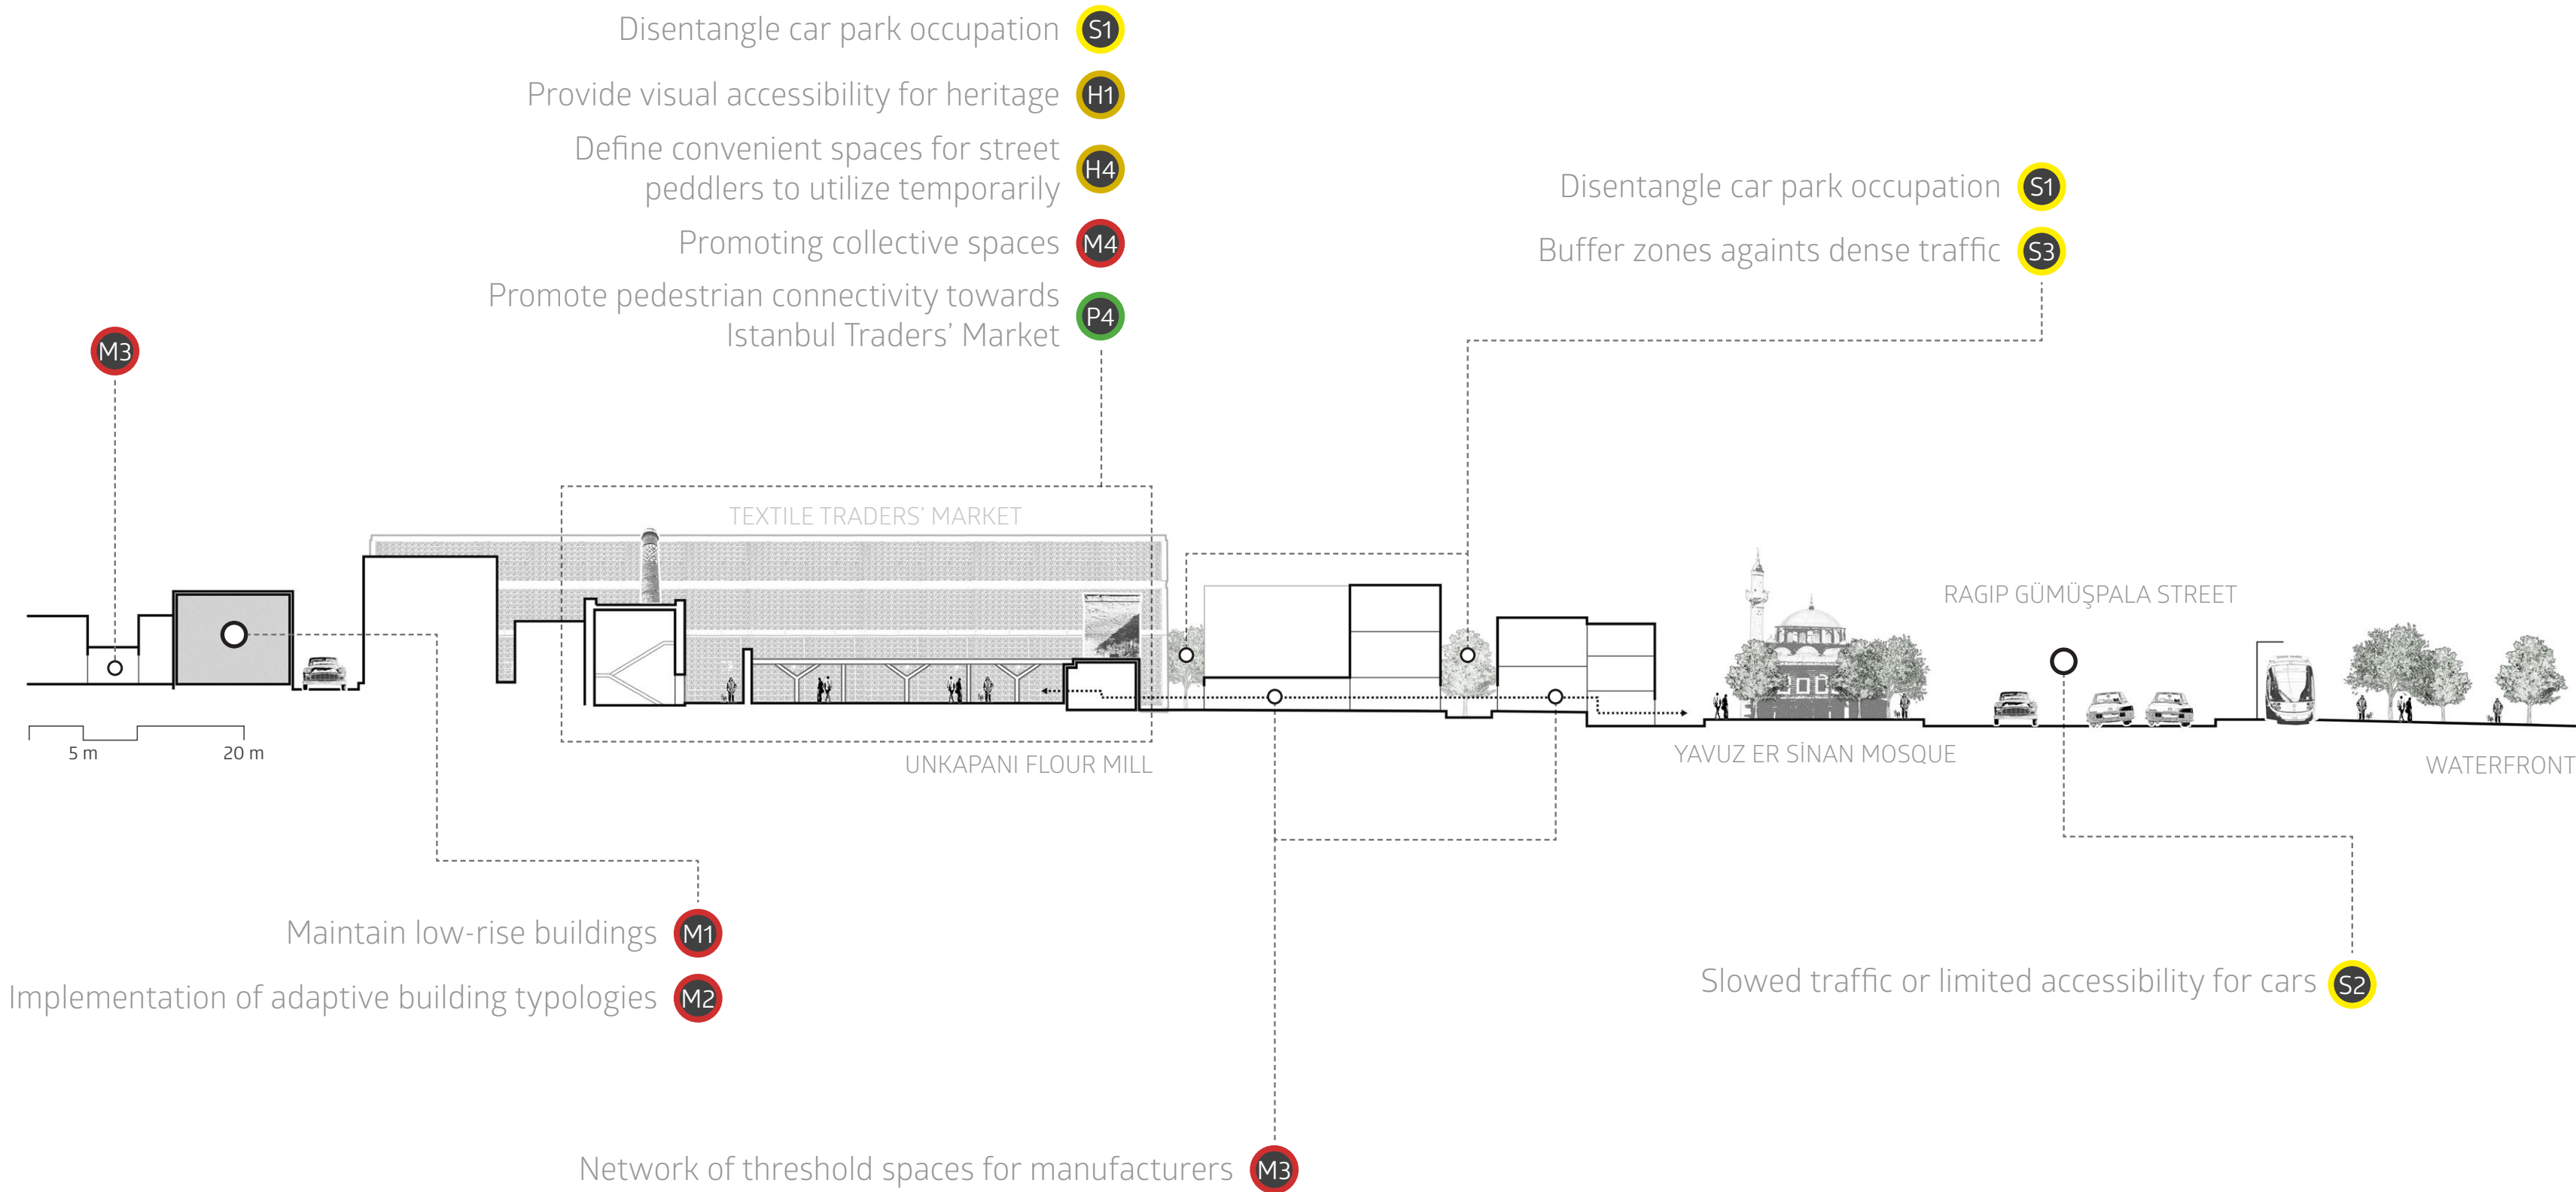 Disentangle car park occupation S1
Provide visual accessibility for heritage H1
Define convenient spaces for street
peddlers to utilize temporarily H4
Promoting collective spaces M4
Promote pedestrian connectivity towards
Istanbul Traders' Market P4
Disentangle car park occupation S1
Buffer zones againts dense traffic S3
M3
TEXTILE TRADERS' MARKET
RAGIP GÜMÜŞPALA STREET
5 m 20 m
UNKAPANI FLOUR MILL
YAVUZ ER SİNAN MOSQUE
WATERFRONT
Maintain low-rise buildings M1
Implementation of adaptive building typologies M2
Slowed traffic or limited accessibility for cars S2
Network of threshold spaces for manufacturers M3